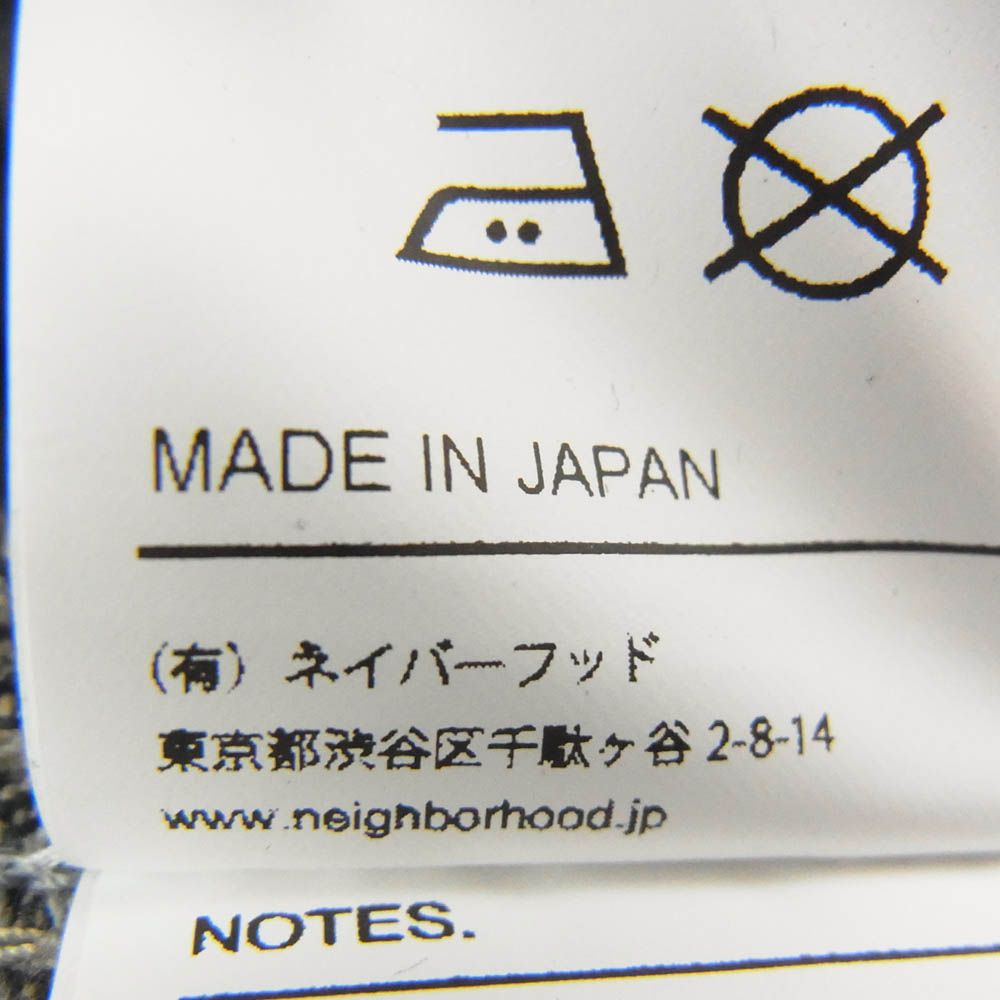 MADE IN JAPAN
(有) ネイバーフッド
東京都渋谷区千駄ヶ谷 2-8-14
www.neighborhood.jp
NOTES.